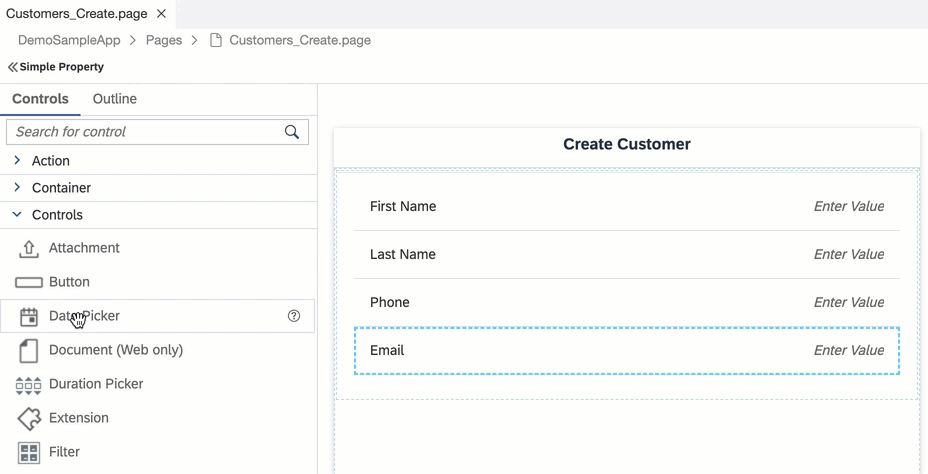 Customers_Create.page
DemoSampleApp > Pages > Customers_Create.page
Simple Property
Controls Outline
Search for control
Action
Container
Controls
Attachment
Button
Date Picker
Document (Web only)
Duration Picker
Extension
Filter
Create Customer
First Name Enter Value
Last Name Enter Value
Phone Enter Value
Email Enter Value